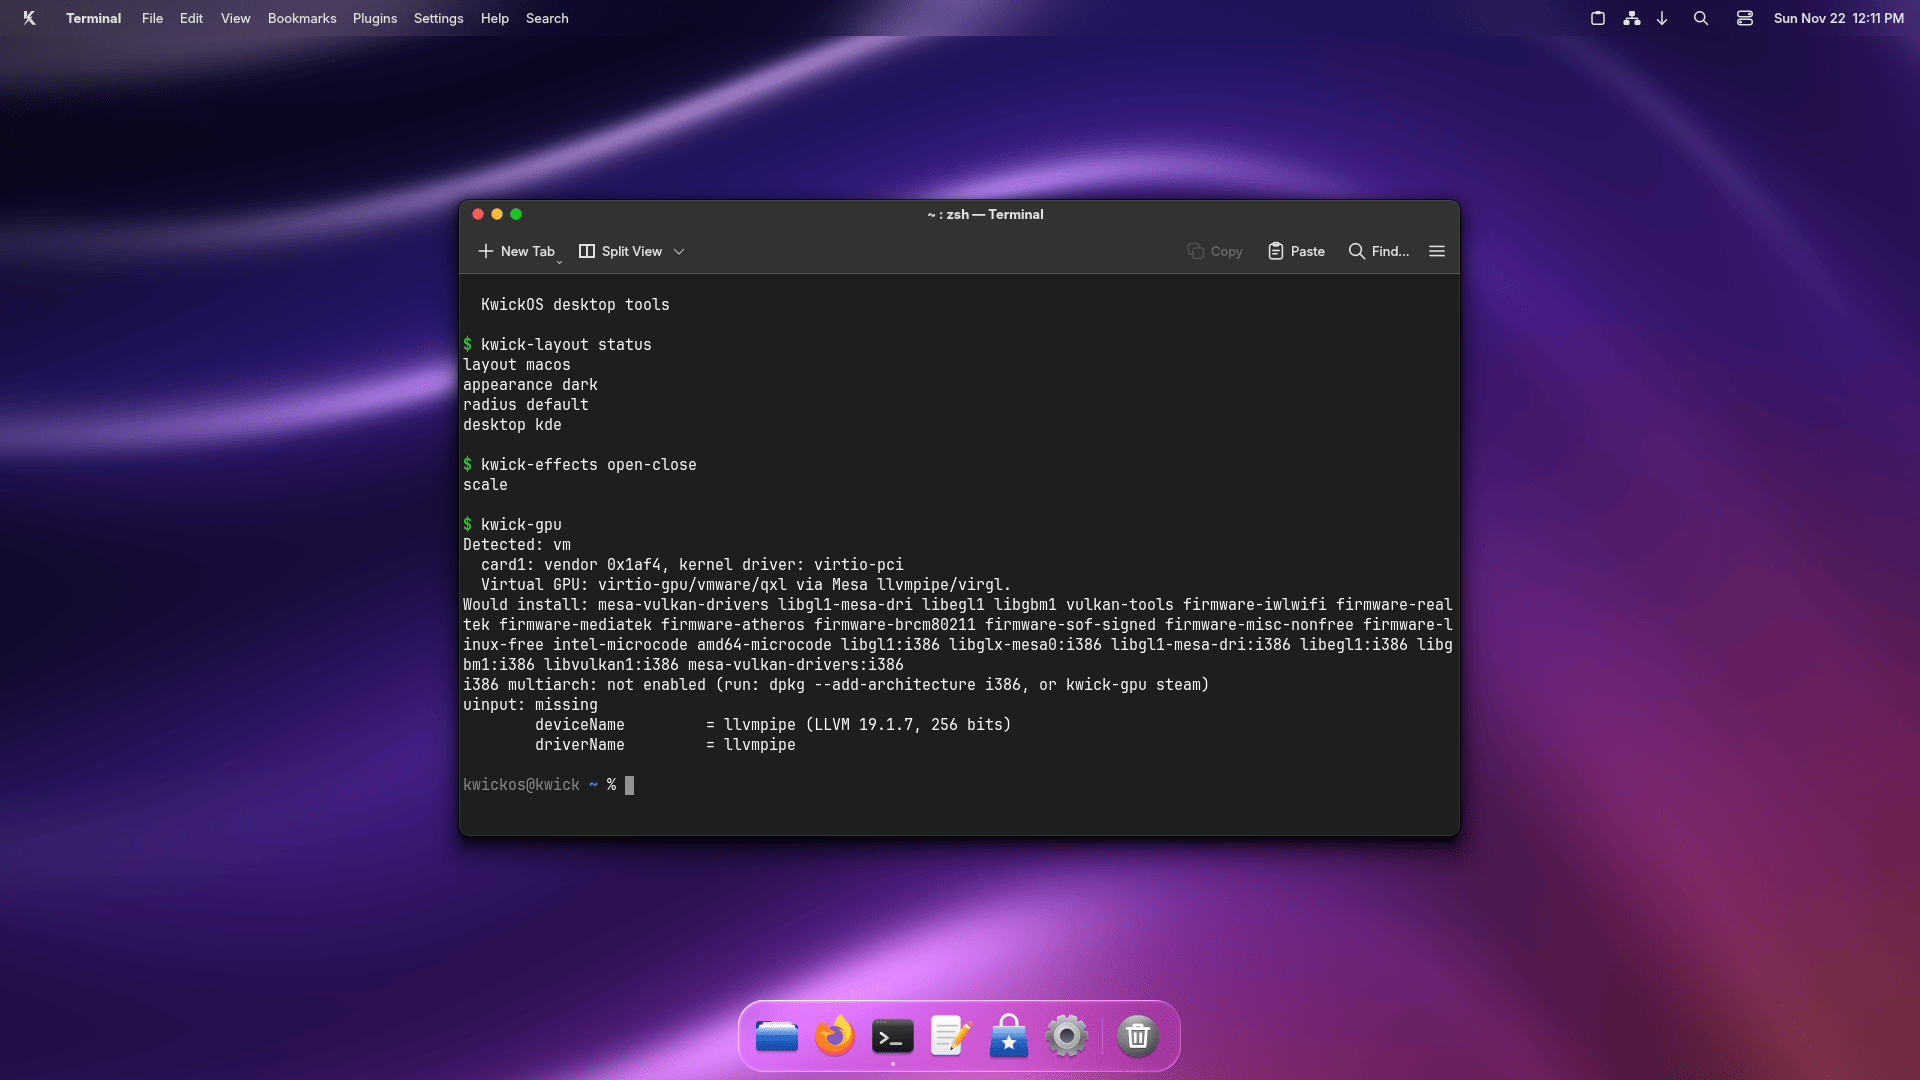 Terminal File Edit View Bookmarks Plugins Settings Help Search Sun Nov 22 12:11 PM
~ : zsh — Terminal
New Tab Split View Copy Paste Find...
KwickOS desktop tools
$ kwick-layout status
layout macos
appearance dark
radius default
desktop kde
$ kwick-effects open-close
scale
$ kwick-gpu
Detected: vm
card1: vendor 0x1af4, kernel driver: virtio-pci
Virtual GPU: virtio-gpu/vmware/qxl via Mesa llvmpipe/virgl.
Would install: mesa-vulkan-drivers libgl1-mesa-dri libegl1 libgbm1 vulkan-tools firmware-iwlwifi firmware-real
tek firmware-mediatek firmware-atheros firmware-brcm80211 firmware-sof-signed firmware-misc-nonfree firmware-l
inux-free intel-microcode amd64-microcode libgl1:i386 libglx-mesa0:i386 libgl1-mesa-dri:i386 libegl1:i386 libg
bm1:i386 libvulkan1:i386 mesa-vulkan-drivers:i386
i386 multiarch: not enabled (run: dpkg --add-architecture i386, or kwick-gpu steam)
uinput: missing
deviceName = llvmpipe (LLVM 19.1.7, 256 bits)
driverName = llvmpipe
kwickos@kwick ~ %